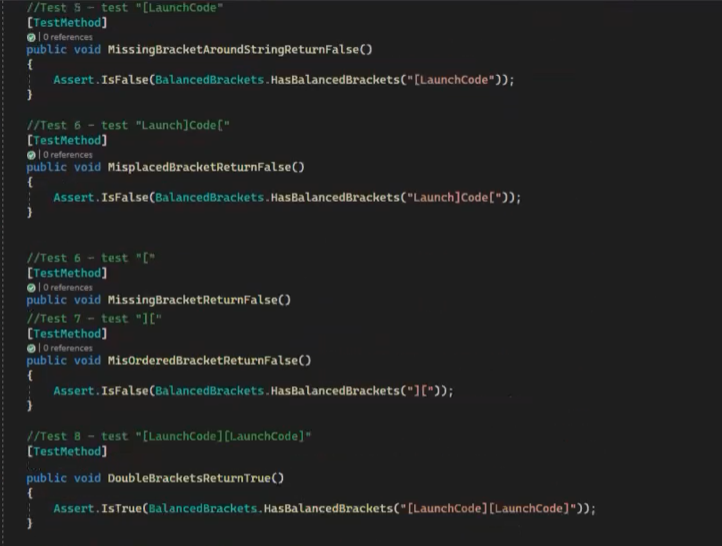 //Test 5 - test "[LaunchCode"
[TestMethod]
| 0 references
public void MissingBracketAroundStringReturnFalse()
{
Assert.IsFalse(BalancedBrackets.HasBalancedBrackets("[LaunchCode"));
}
//Test 6 - test "Launch]Code["
[TestMethod]
| 0 references
public void MisplacedBracketReturnFalse()
{
Assert.IsFalse(BalancedBrackets.HasBalancedBrackets("Launch]Code["));
}
//Test 6 - test "["
[TestMethod]
| 0 references
public void MissingBracketReturnFalse()
//Test 7 - test "]["
[TestMethod]
| 0 references
public void MisOrderedBracketReturnFalse()
{
Assert.IsFalse(BalancedBrackets.HasBalancedBrackets("]["));
}
//Test 8 - test "[LaunchCode][LaunchCode]"
[TestMethod]
public void DoubleBracketsReturnTrue()
{
Assert.IsTrue(BalancedBrackets.HasBalancedBrackets("[LaunchCode][LaunchCode]"));
}